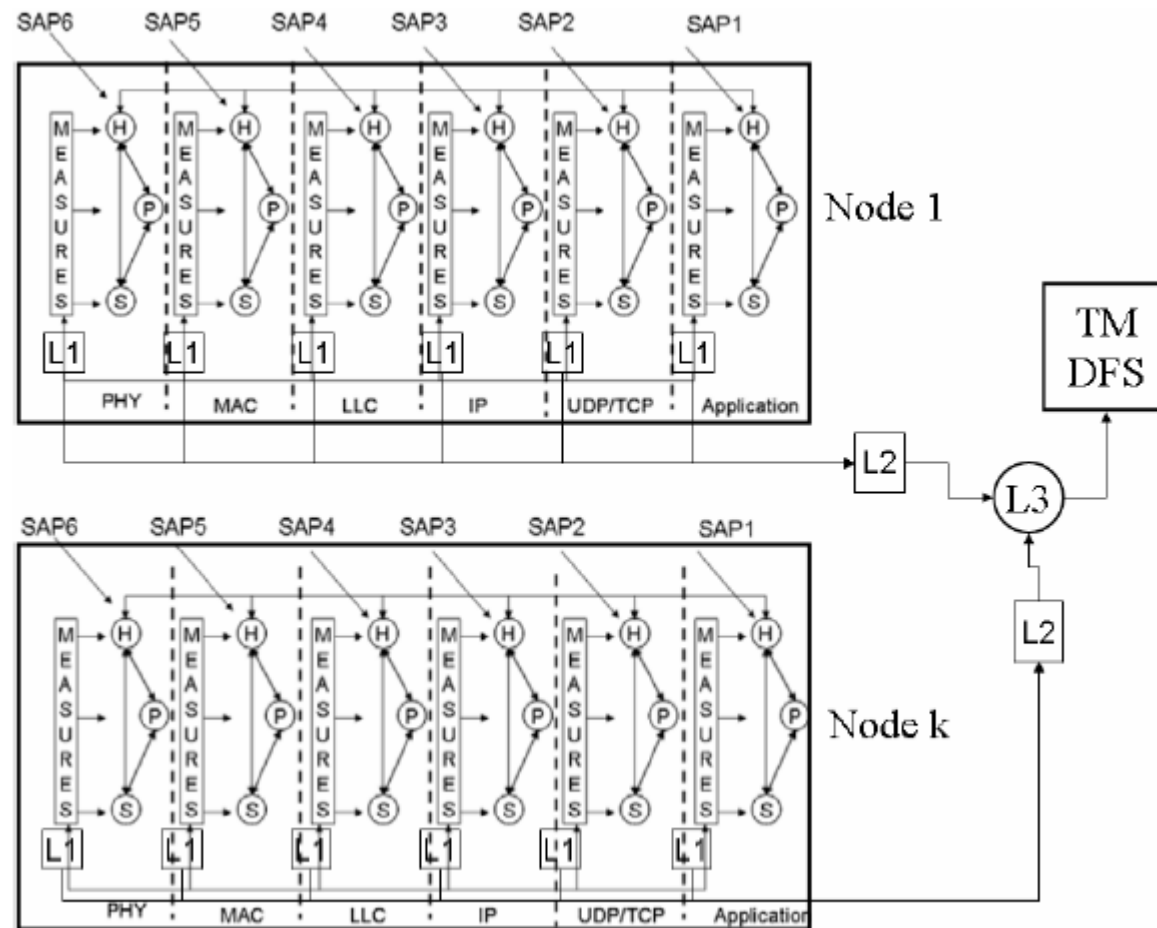 SAP6 SAP5 SAP4 SAP3 SAP2 SAP1
H H H H H H
MEASURES MEASURES MEASURES MEASURES MEASURES MEASURES
P P P P P P
Node 1
S S S S S S
L1 L1 L1 L1 L1 L1
PHY MAC LLC IP UDP/TCP Application
TM
DFS
L2
L3
SAP6 SAP5 SAP4 SAP3 SAP2 SAP1
H H H H H H
MEASURES MEASURES MEASURES MEASURES MEASURES MEASURES
P P P P P P
Node k
S S S S S S
L1 L1 L1 L1 L1 L1
PHY MAC LLC IP UDP/TCP Application
L2